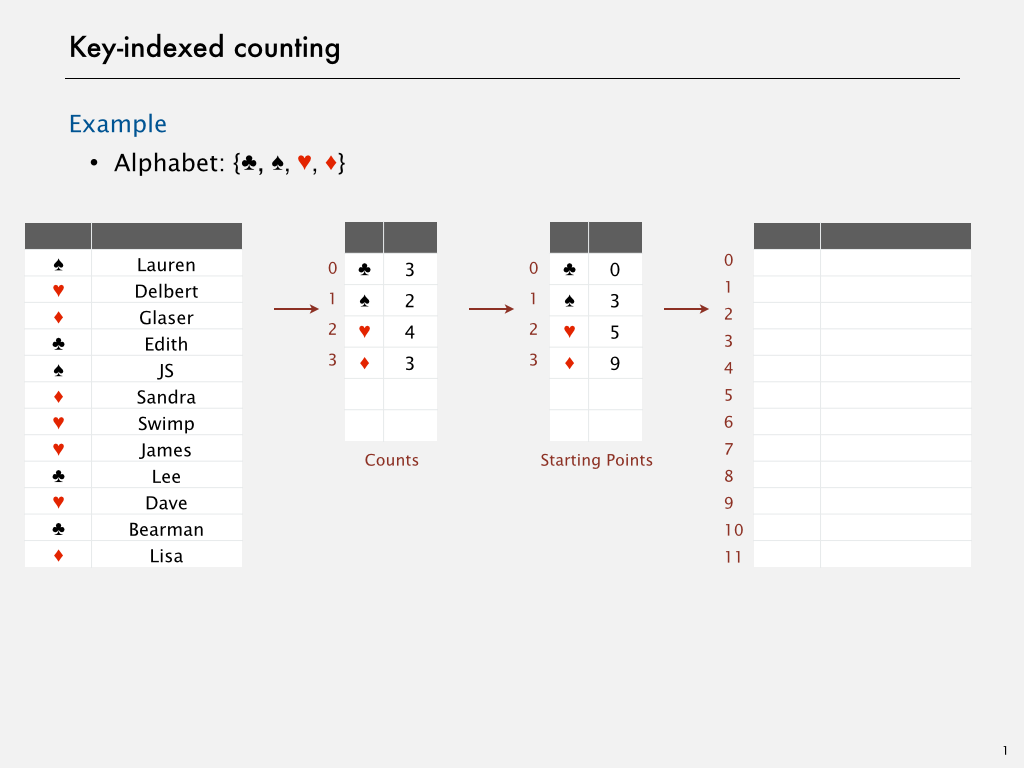 Key-indexed counting
Example
• Alphabet: {♣, ♠, ♥, ♦}
♠ Lauren
♥ Delbert
♦ Glaser
♣ Edith
♠ JS
♦ Sandra
♥ Swimp
♥ James
♣ Lee
♥ Dave
♣ Bearman
♦ Lisa
0 ♣ 3
1 ♠ 2
2 ♥ 4
3 ♦ 3
Counts
0 ♣ 0
1 ♠ 3
2 ♥ 5
3 ♦ 9
Starting Points
0
1
2
3
4
5
6
7
8
9
10
11
1